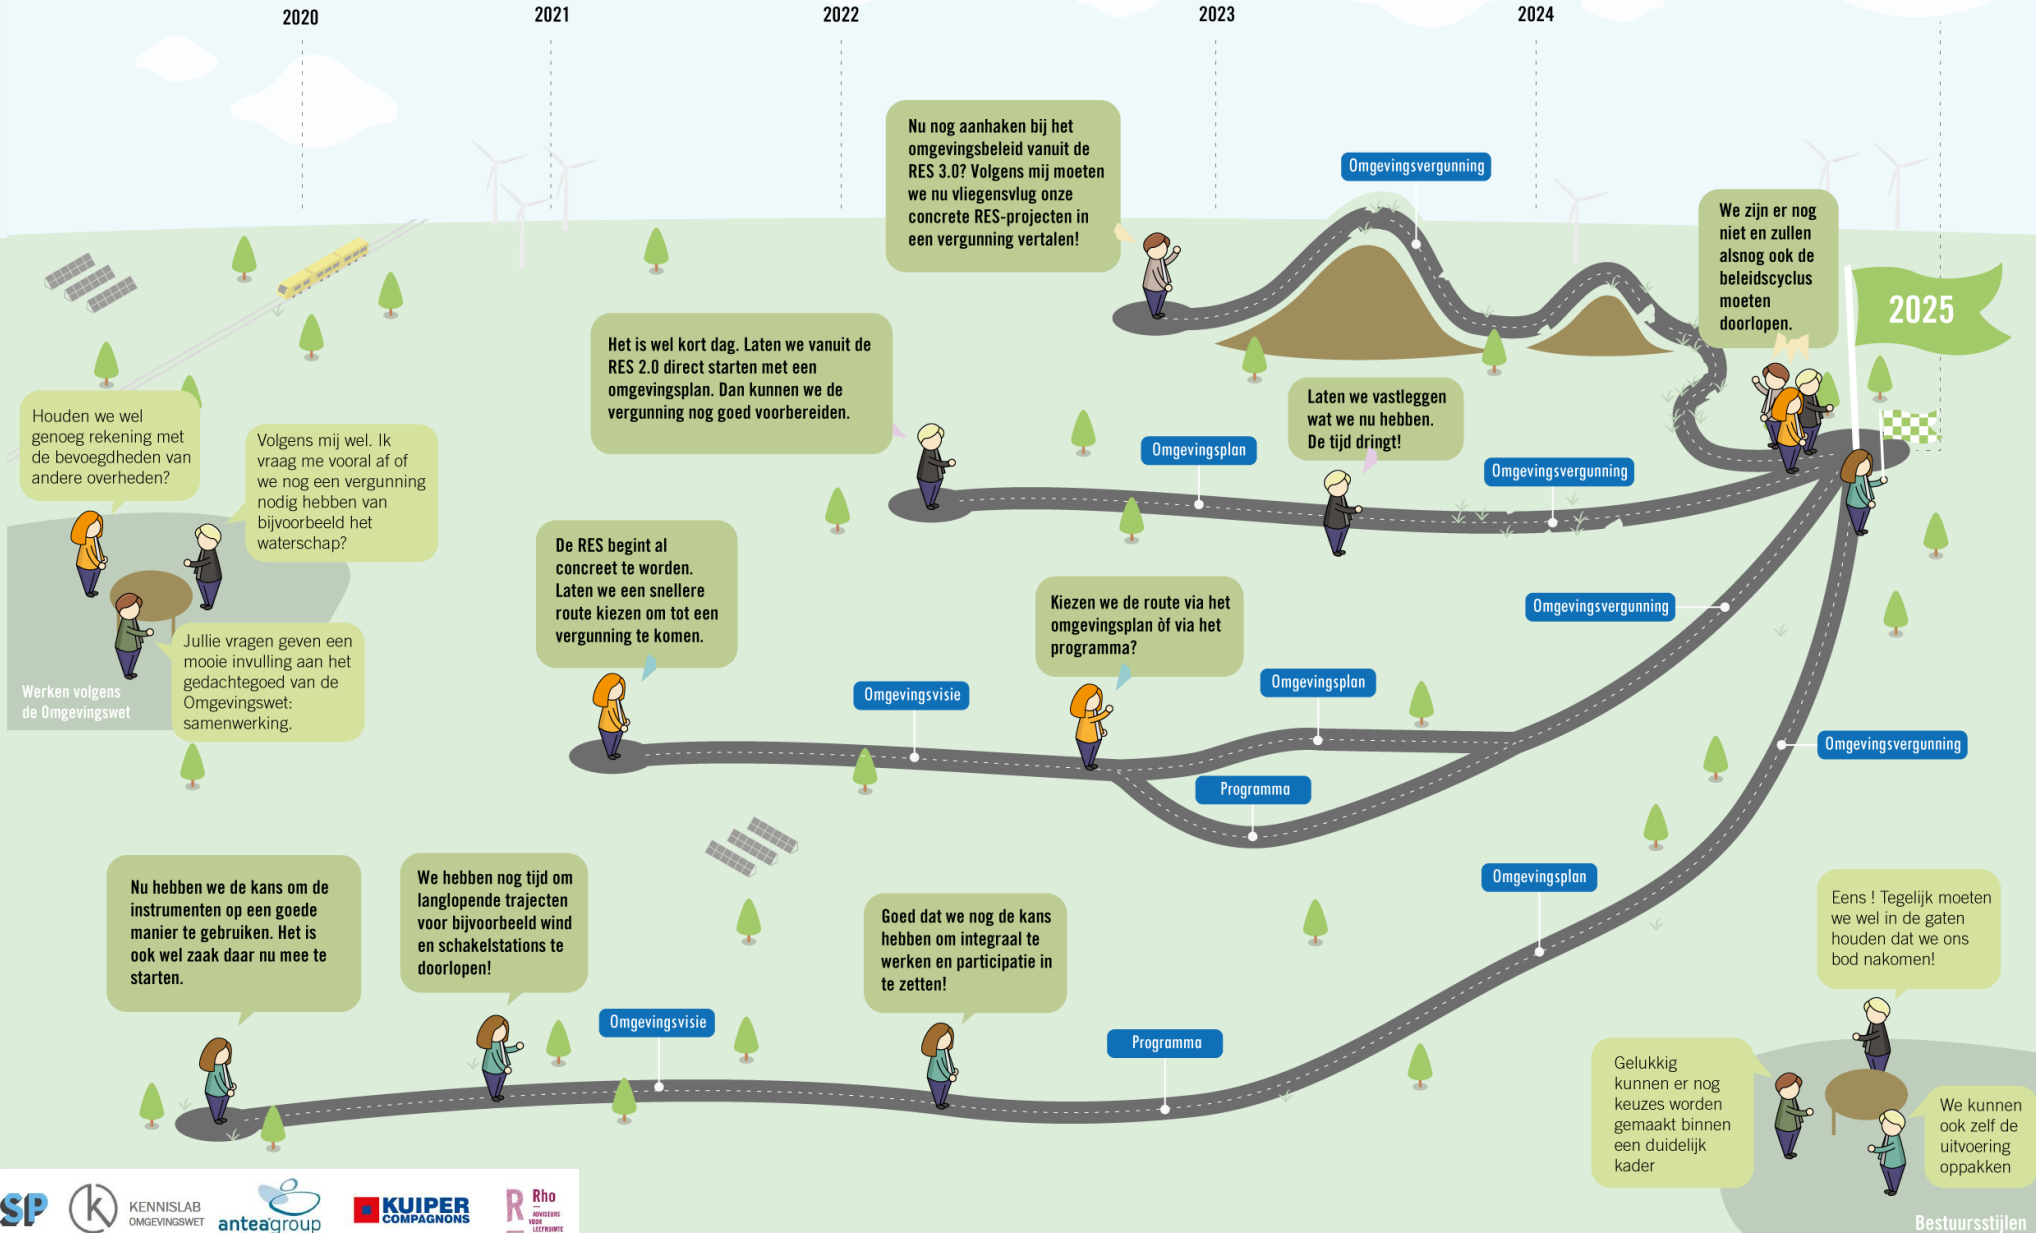 2020
2021
2022
2023
2024
Nu nog aanhaken bij het
omgevingsbeleid vanuit de
RES 3.0? Volgens mij moeten
we nu vliegensvlug onze
concrete RES-projecten in
een vergunning vertalen!
Omgevingsvergunning
We zijn er nog
niet en zullen
alsnog ook de
beleidscyclus
moeten
doorlopen.
2025
Het is wel kort dag. Laten we vanuit de
RES 2.0 direct starten met een
omgevingsplan. Dan kunnen we de
vergunning nog goed voorbereiden.
Laten we vastleggen
wat we nu hebben.
De tijd dringt!
Omgevingsplan
Omgevingsvergunning
Houden we wel
genoeg rekening met
de bevoegdheden van
andere overheden?
Volgens mij wel. Ik
vraag me vooral af of
we nog een vergunning
nodig hebben van
bijvoorbeeld het
waterschap?
Jullie vragen geven een
mooie invulling aan het
gedachtegoed van de
Omgevingswet:
samenwerking.
Werken volgens
de Omgevingswet
De RES begint al
concreet te worden.
Laten we een snellere
route kiezen om tot een
vergunning te komen.
Kiezen we de route via het
omgevingsplan òf via het
programma?
Omgevingsvergunning
Omgevingsvisie
Omgevingsplan
Programma
Omgevingsvergunning
Nu hebben we de kans om de
instrumenten op een goede
manier te gebruiken. Het is
ook wel zaak daar nu mee te
starten.
We hebben nog tijd om
langlopende trajecten
voor bijvoorbeeld wind
en schakelstations te
doorlopen!
Goed dat we nog de kans
hebben om integraal te
werken en participatie in
te zetten!
Omgevingsplan
Omgevingsvisie
Programma
Eens ! Tegelijk moeten
we wel in de gaten
houden dat we ons
bod nakomen!
Gelukkig
kunnen er nog
keuzes worden
gemaakt binnen
een duidelijk
kader
We kunnen
ook zelf de
uitvoering
oppakken
Bestuursstijlen
SP
k
KENNISLAB
OMGEVINGSWET
anteagroup
KUIPER
COMPAGNONS
R
Rho
ADVISEURS
VOOR
LEEFRUIMTE